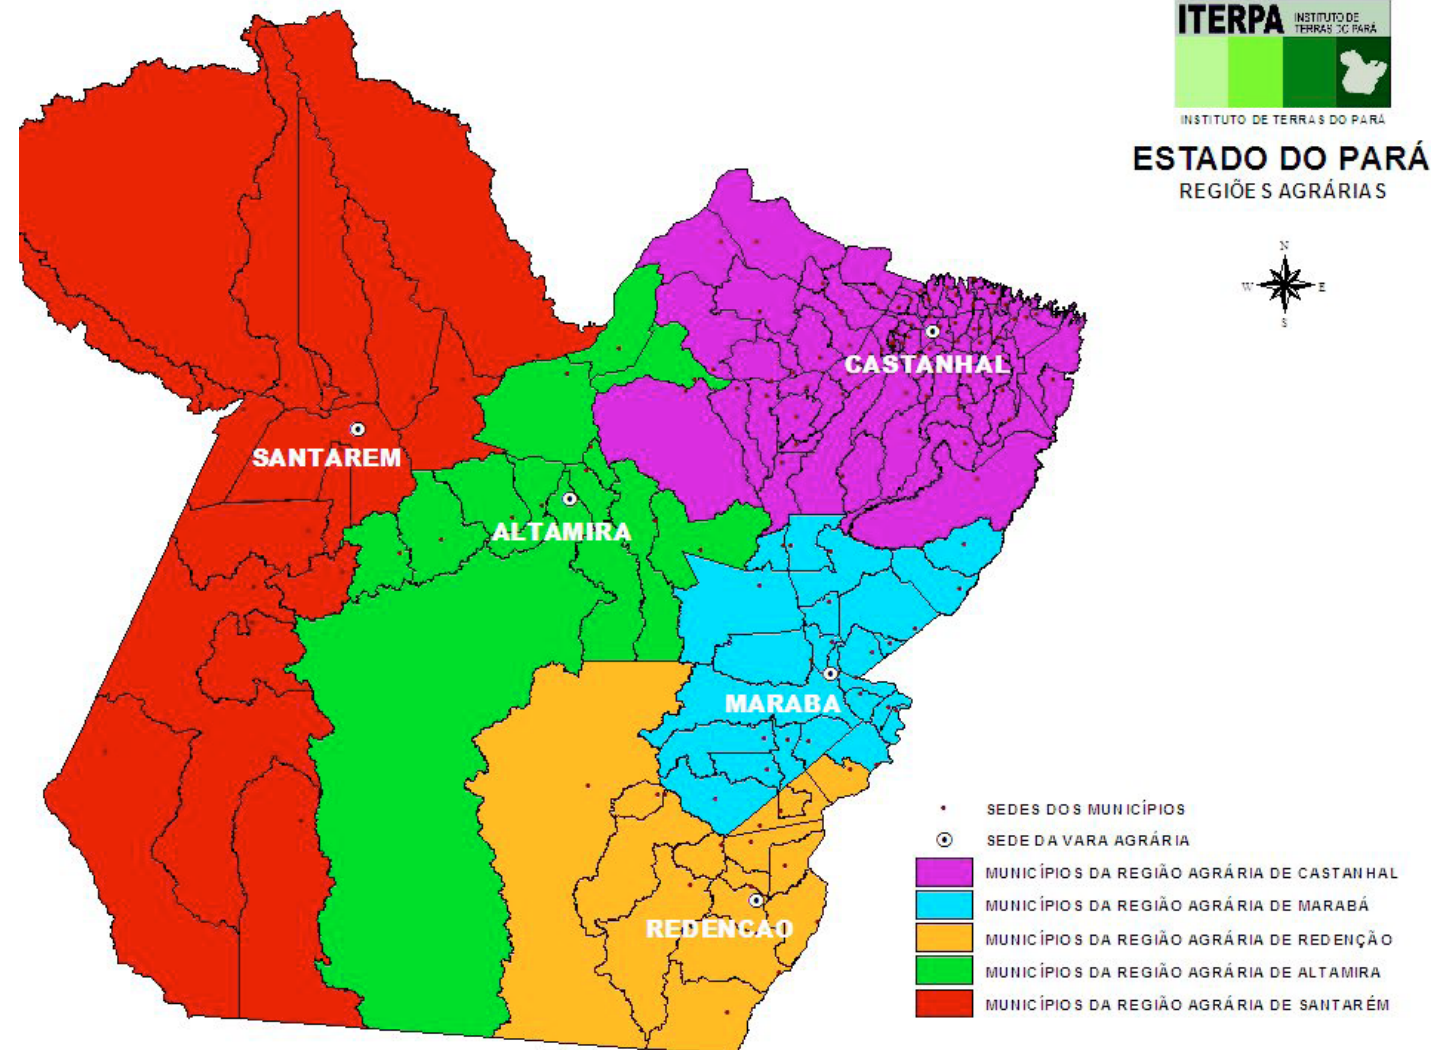 ITERPA
INSTITUTO DE
TERRAS DO PARÁ
INSTITUTO DE TERRAS DO PARÁ
ESTADO DO PARÁ
REGIÕES AGRÁRIAS
N
W E
S
CASTANHAL
SANTAREM
ALTAMIRA
MARABA
REDENCAO
SEDES DOS MUNICÍPIOS
SEDE DA VARA AGRÁRIA
MUNICÍPIOS DA REGIÃO AGRÁRIA DE CASTANHAL
MUNICÍPIOS DA REGIÃO AGRÁRIA DE MARABÁ
MUNICÍPIOS DA REGIÃO AGRÁRIA DE REDENÇÃO
MUNICÍPIOS DA REGIÃO AGRÁRIA DE ALTAMIRA
MUNICÍPIOS DA REGIÃO AGRÁRIA DE SANTARÉM